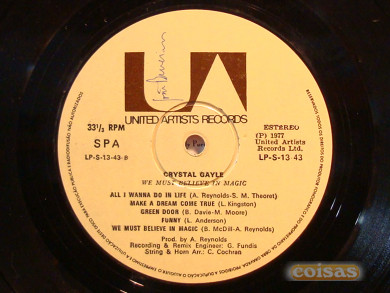 UNITED ARTISTS RECORDS
33⅓ RPM
SPA
LP-S-13-43-B
ESTEREO
(P) 1977
United Artists
Records Ltd.
LP-S-13 43
CRYSTAL GAYLE
WE MUST BELIEVE IN MAGIC
ALL I WANNA DO IN LIFE (A. Reynolds-S. M. Theoret)
MAKE A DREAM COME TRUE (L. Kingston)
GREEN DOOR (B. Davie-M. Moore)
FUNNY (L. Anderson)
WE MUST BELIEVE IN MAGIC (B. McDill-A. Reynolds)
Prod. by A. Reynolds
Recording & Remix Engineer: G. Fundis
String & Horn Arr.: C. Cochran
coisas